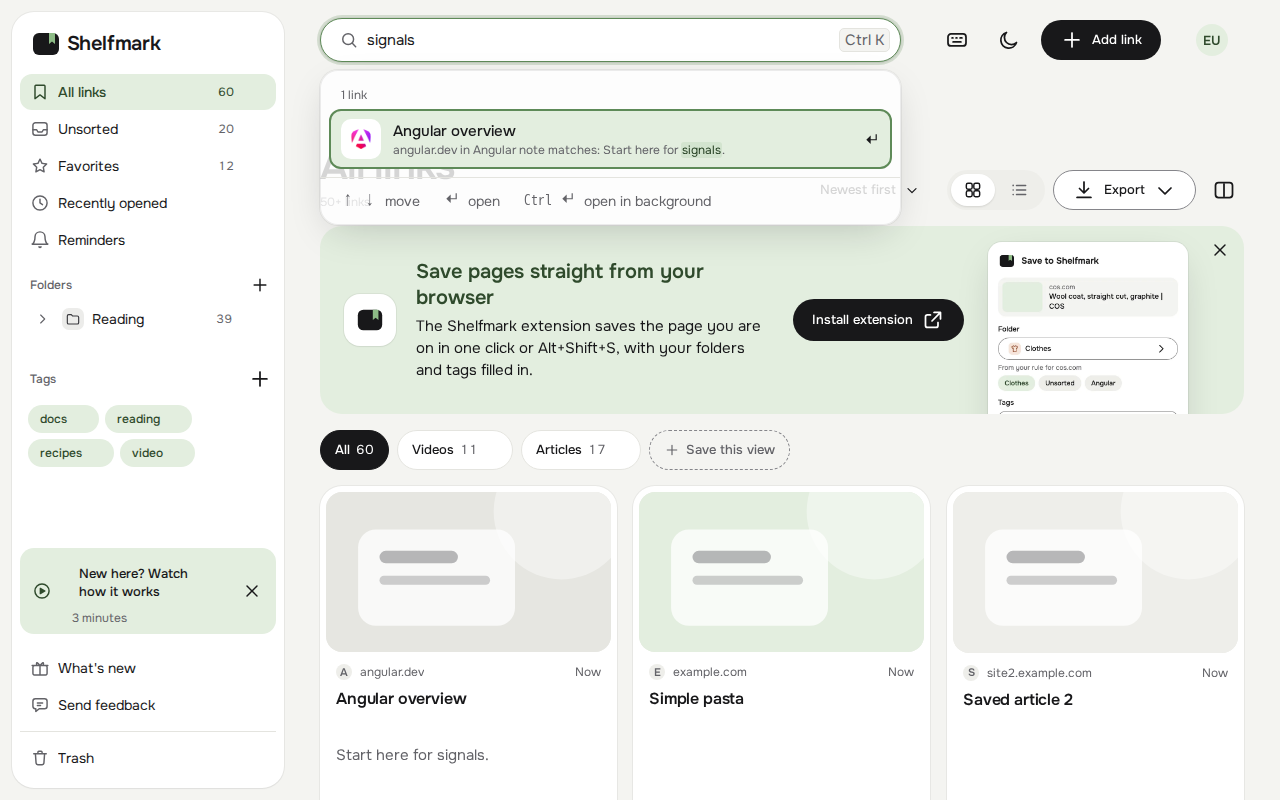 Shelfmark
All links 60
Unsorted 20
Favorites 12
Recently opened
Reminders
Folders
Reading 39
Tags
docs reading
recipes video
New here? Watch
how it works
3 minutes
What's new
Send feedback
Trash
signals Ctrl K
Add link
EU
1 link
Angular overview
angular.dev in Angular note matches: Start here for signals.
All links
50+ links
move open Ctrl open in background
Newest first
Export
Save pages straight from your
browser
The Shelfmark extension saves the page you are
on in one click or Alt+Shift+S, with your folders
and tags filled in.
Install extension
Save to Shelfmark
cos.com
Wool coat, straight cut, graphite |
COS
Folder
Clothes
From your rule for cos.com
Clothes Unsorted Angular
Tags
All 60
Videos 11
Articles 17
Save this view
A angular.dev Now
Angular overview
Start here for signals.
E example.com Now
Simple pasta
S site2.example.com Now
Saved article 2